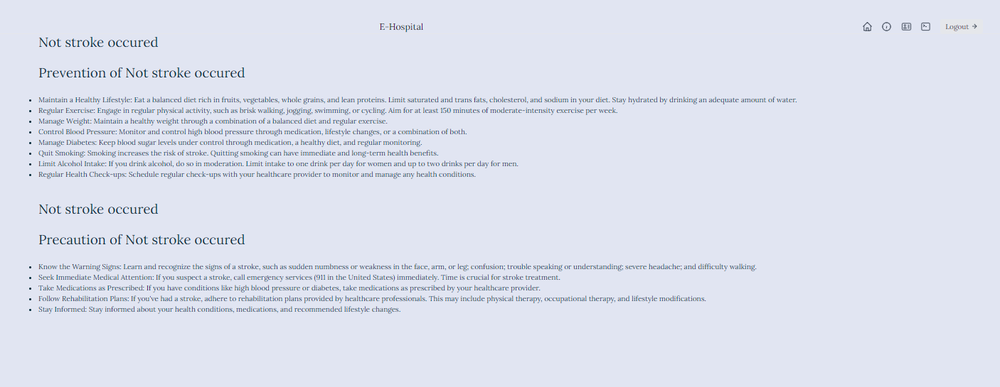 E-Hospital
Logout →
Not stroke occured
Prevention of Not stroke occured
• Maintain a Healthy Lifestyle: Eat a balanced diet rich in fruits, vegetables, whole grains, and lean proteins. Limit saturated and trans fats, cholesterol, and sodium in your diet. Stay hydrated by drinking an adequate amount of water.
• Regular Exercise: Engage in regular physical activity, such as brisk walking, jogging, swimming, or cycling. Aim for at least 150 minutes of moderate-intensity exercise per week.
• Manage Weight: Maintain a healthy weight through a combination of a balanced diet and regular exercise.
• Control Blood Pressure: Monitor and control high blood pressure through medication, lifestyle changes, or a combination of both.
• Manage Diabetes: Keep blood sugar levels under control through medication, a healthy diet, and regular monitoring.
• Quit Smoking: Smoking increases the risk of stroke. Quitting smoking can have immediate and long-term health benefits.
• Limit Alcohol Intake: If you drink alcohol, do so in moderation. Limit intake to one drink per day for women and up to two drinks per day for men.
• Regular Health Check-ups: Schedule regular check-ups with your healthcare provider to monitor and manage any health conditions.
Not stroke occured
Precaution of Not stroke occured
• Know the Warning Signs: Learn and recognize the signs of a stroke, such as sudden numbness or weakness in the face, arm, or leg; confusion; trouble speaking or understanding; severe headache; and difficulty walking.
• Seek Immediate Medical Attention: If you suspect a stroke, call emergency services (911 in the United States) immediately. Time is crucial for stroke treatment.
• Take Medications as Prescribed: If you have conditions like high blood pressure or diabetes, take medications as prescribed by your healthcare provider.
• Follow Rehabilitation Plans: If you've had a stroke, adhere to rehabilitation plans provided by healthcare professionals. This may include physical therapy, occupational therapy, and lifestyle modifications.
• Stay Informed: Stay informed about your health conditions, medications, and recommended lifestyle changes.